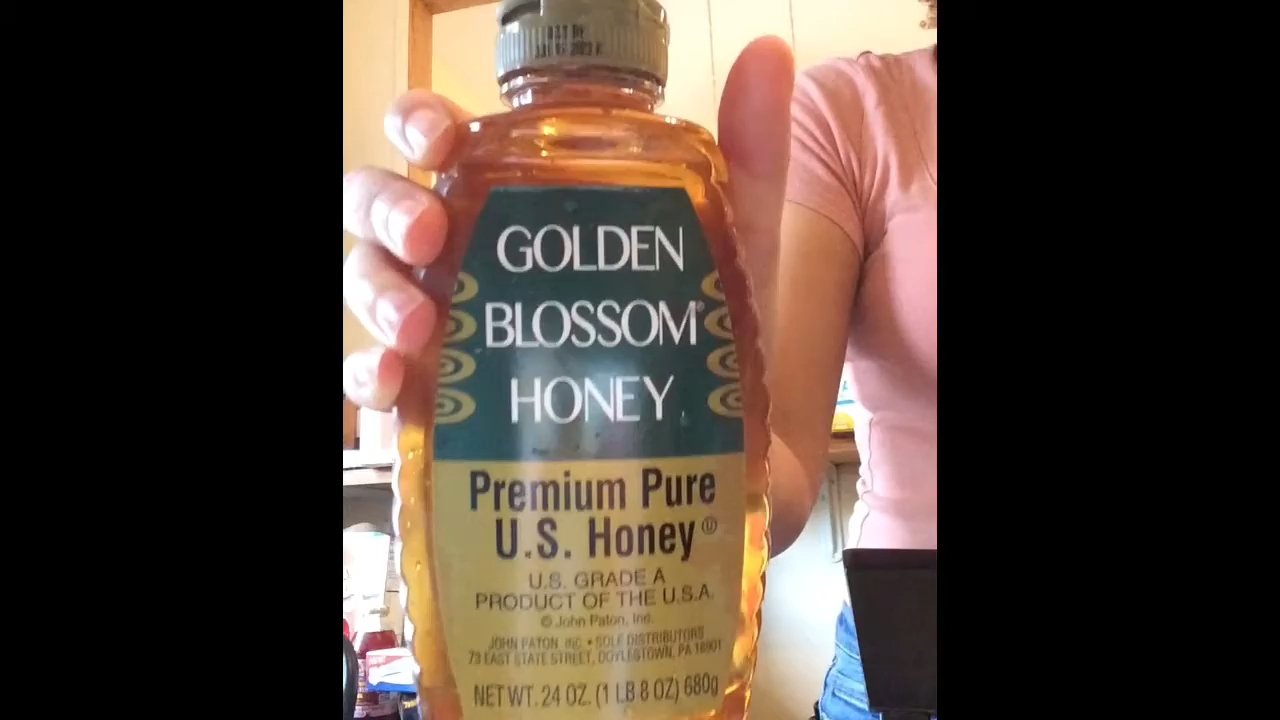 GOLDEN
BLOSSOM®
HONEY
Premium Pure
U.S. Honey Ⓤ
U.S. GRADE A
PRODUCT OF THE U.S.A.
© John Paton, Inc.
JOHN PATON, INC • SOLE DISTRIBUTORS
73 EAST STATE STREET, DOYLESTOWN, PA 18901
NET WT. 24 OZ. (1 LB 8 OZ) 680g